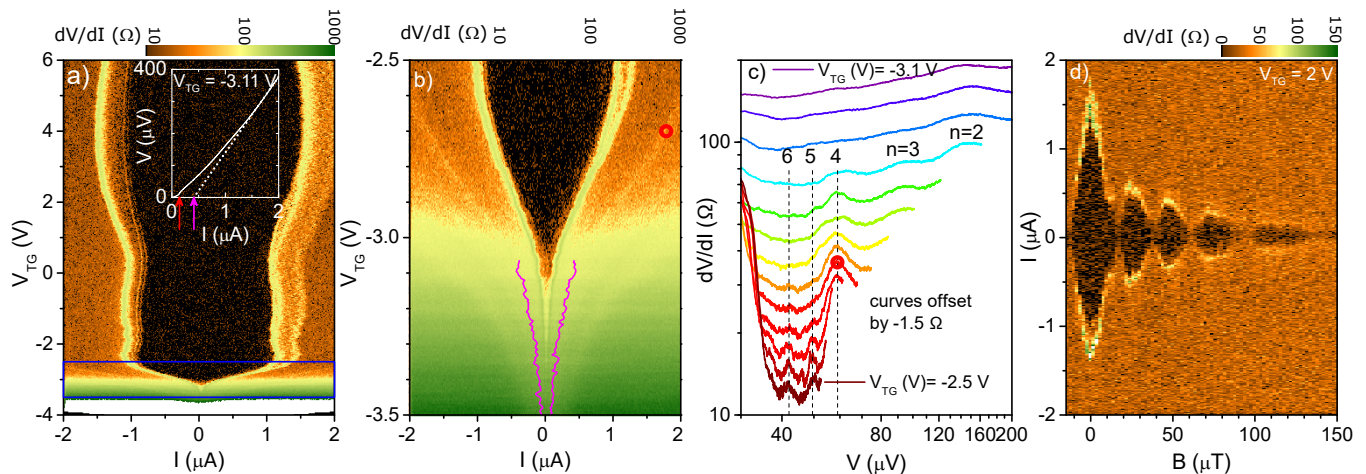 dV/dI (Ω)
10
100
1000
a)
6
4
2
0
-2
-4
V_TG (V)
-2
-1
0
1
2
I (μA)
400
V_TG = -3.11 V
V (μV)
0
0
1
2
I (μA)
dV/dI (Ω)
10
100
1000
b)
-2.5
-3.0
-3.5
V_TG (V)
-2
-1
0
1
2
I (μA)
c)
V_TG (V)= -3.1 V
100
10
dV/dI (Ω)
n=2
n=3
6
5
4
curves offset
by -1.5 Ω
V_TG (V)= -2.5 V
40
80
120
160
200
V (μV)
dV/dI (Ω)
0
50
100
150
d)
V_TG = 2 V
2
1
0
-1
-2
I (μA)
0
50
100
150
B (μT)